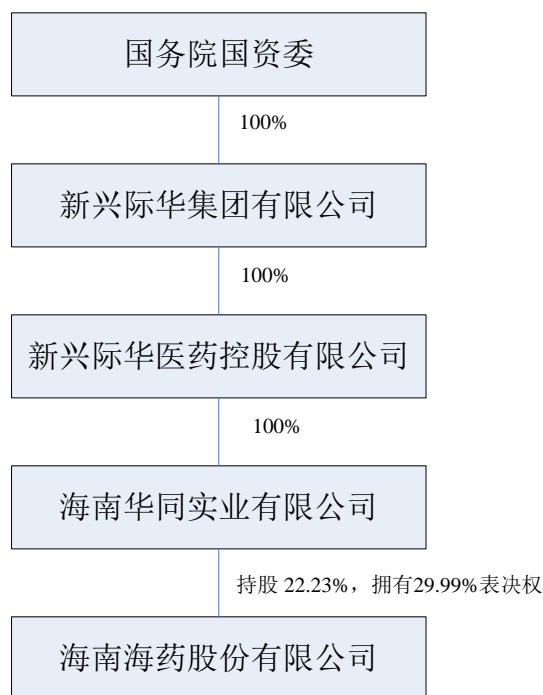 国务院国资委
100%
新兴际华集团有限公司
100%
新兴际华医药控股有限公司
100%
海南华同实业有限公司
持股 22.23%，拥有29.99%表决权
海南海药股份有限公司